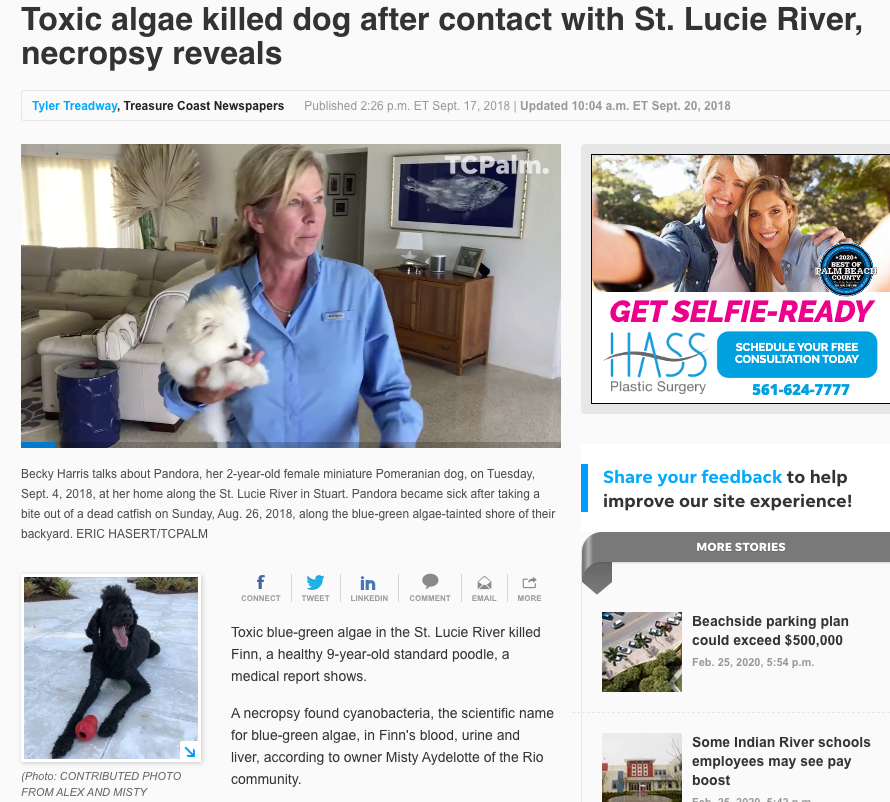 Toxic algae killed dog after contact with St. Lucie River,
necropsy reveals
Tyler Treadway, Treasure Coast Newspapers Published 2:26 p.m. ET Sept. 17, 2018 | Updated 10:04 a.m. ET Sept. 20, 2018
TCPalm.
Becky Harris talks about Pandora, her 2-year-old female miniature Pomeranian dog, on Tuesday,
Sept. 4, 2018, at her home along the St. Lucie River in Stuart. Pandora became sick after taking a
bite out of a dead catfish on Sunday, Aug. 26, 2018, along the blue-green algae-tainted shore of their
backyard. ERIC HASERT/TCPALM
f
in
CONNECT TWEET LINKEDIN COMMENT EMAIL MORE
Toxic blue-green algae in the St. Lucie River killed
Finn, a healthy 9-year-old standard poodle, a
medical report shows.
A necropsy found cyanobacteria, the scientific name
for blue-green algae, in Finn's blood, urine and
liver, according to owner Misty Aydelotte of the Rio
community.
(Photo: CONTRIBUTED PHOTO
FROM ALEX AND MISTY
2020
BEST OF
PALM BEACH
COUNTY
GET SELFIE-READY
HASS
Plastic Surgery
SCHEDULE YOUR FREE
CONSULTATION TODAY
561-624-7777
Share your feedback to help
improve our site experience!
MORE STORIES
Beachside parking plan
could exceed $500,000
Feb. 25, 2020, 5:54 p.m.
Some Indian River schools
employees may see pay
boost
Feb. 25, 2020, 5:42 p.m.